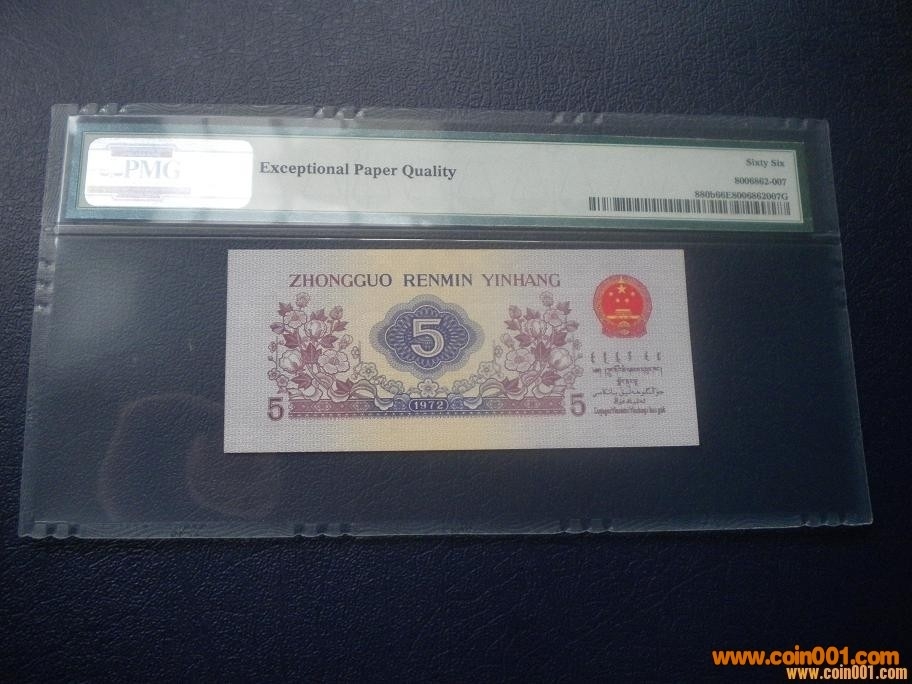 PMG
Exceptional Paper Quality
Sixty Six
8006862-007
880b66E8006862007G
ZHONGGUO RENMIN YINHANG
5
5
1972
5
www.coin001.com
www.coin001.com